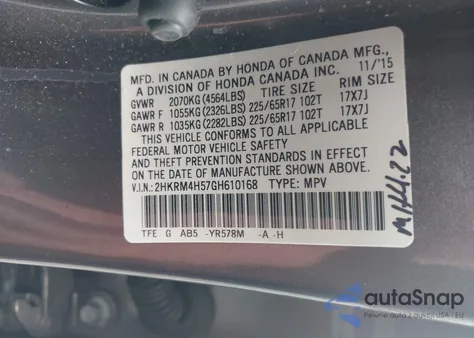 MFD. IN CANADA BY HONDA OF CANADA MFG.,
A DIVISION OF HONDA CANADA INC. 11/'15
GVWR 2070KG (4564LBS) TIRE SIZE RIM SIZE
GAWR F 1055KG (2326LBS) 225/65R17 102T 17X7J
GAWR R 1035KG (2282LBS) 225/65R17 102T 17X7J
THIS VEHICLE CONFORMS TO ALL APPLICABLE
FEDERAL MOTOR VEHICLE SAFETY
AND THEFT PREVENTION STANDARDS IN EFFECT
ON THE DATE OF MANUFACTURE SHOWN ABOVE.
V.I.N.: 2HKRM4H57GH610168 TYPE: MPV
TFE G AB5 -YR578M -A -H
autoSnap